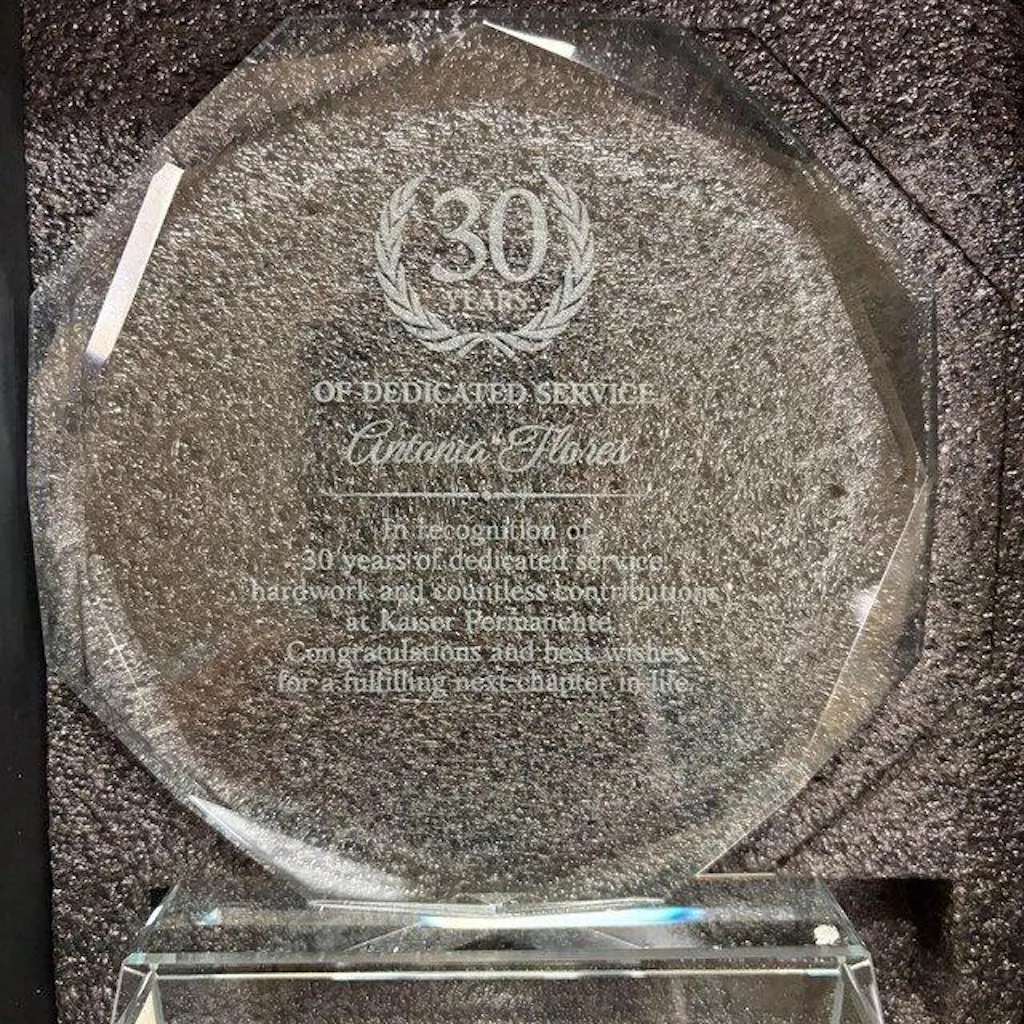 30
YEARS
OF DEDICATED SERVICE
Antonia Flores
In recognition of
30 years of dedicated service,
hardwork and countless contributions
at Kaiser Permanente.
Congratulations and best wishes
for a fulfilling next chapter in life.